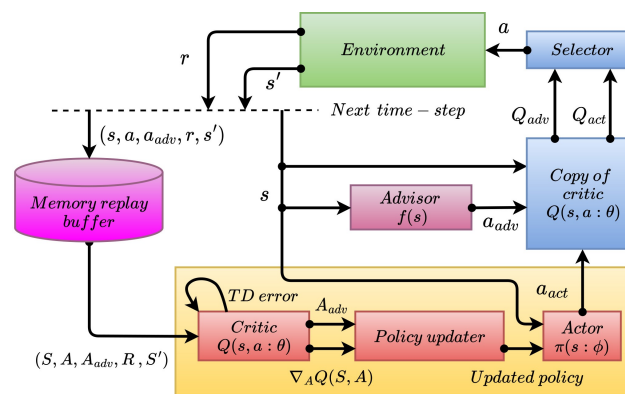 a
Environment
Selector
r
s′
Next time − step
Q_adv
Q_act
(s, a, a_adv, r, s′)
Memory replay
buffer
s
Advisor
f(s)
a_adv
Copy of
critic
Q(s, a : θ)
a_act
TD error
A_adv
Critic
Q(s, a : θ)
Policy updater
Actor
π(s : ϕ)
(S, A, A_adv, R, S′)
∇_A Q(S, A)
Updated policy